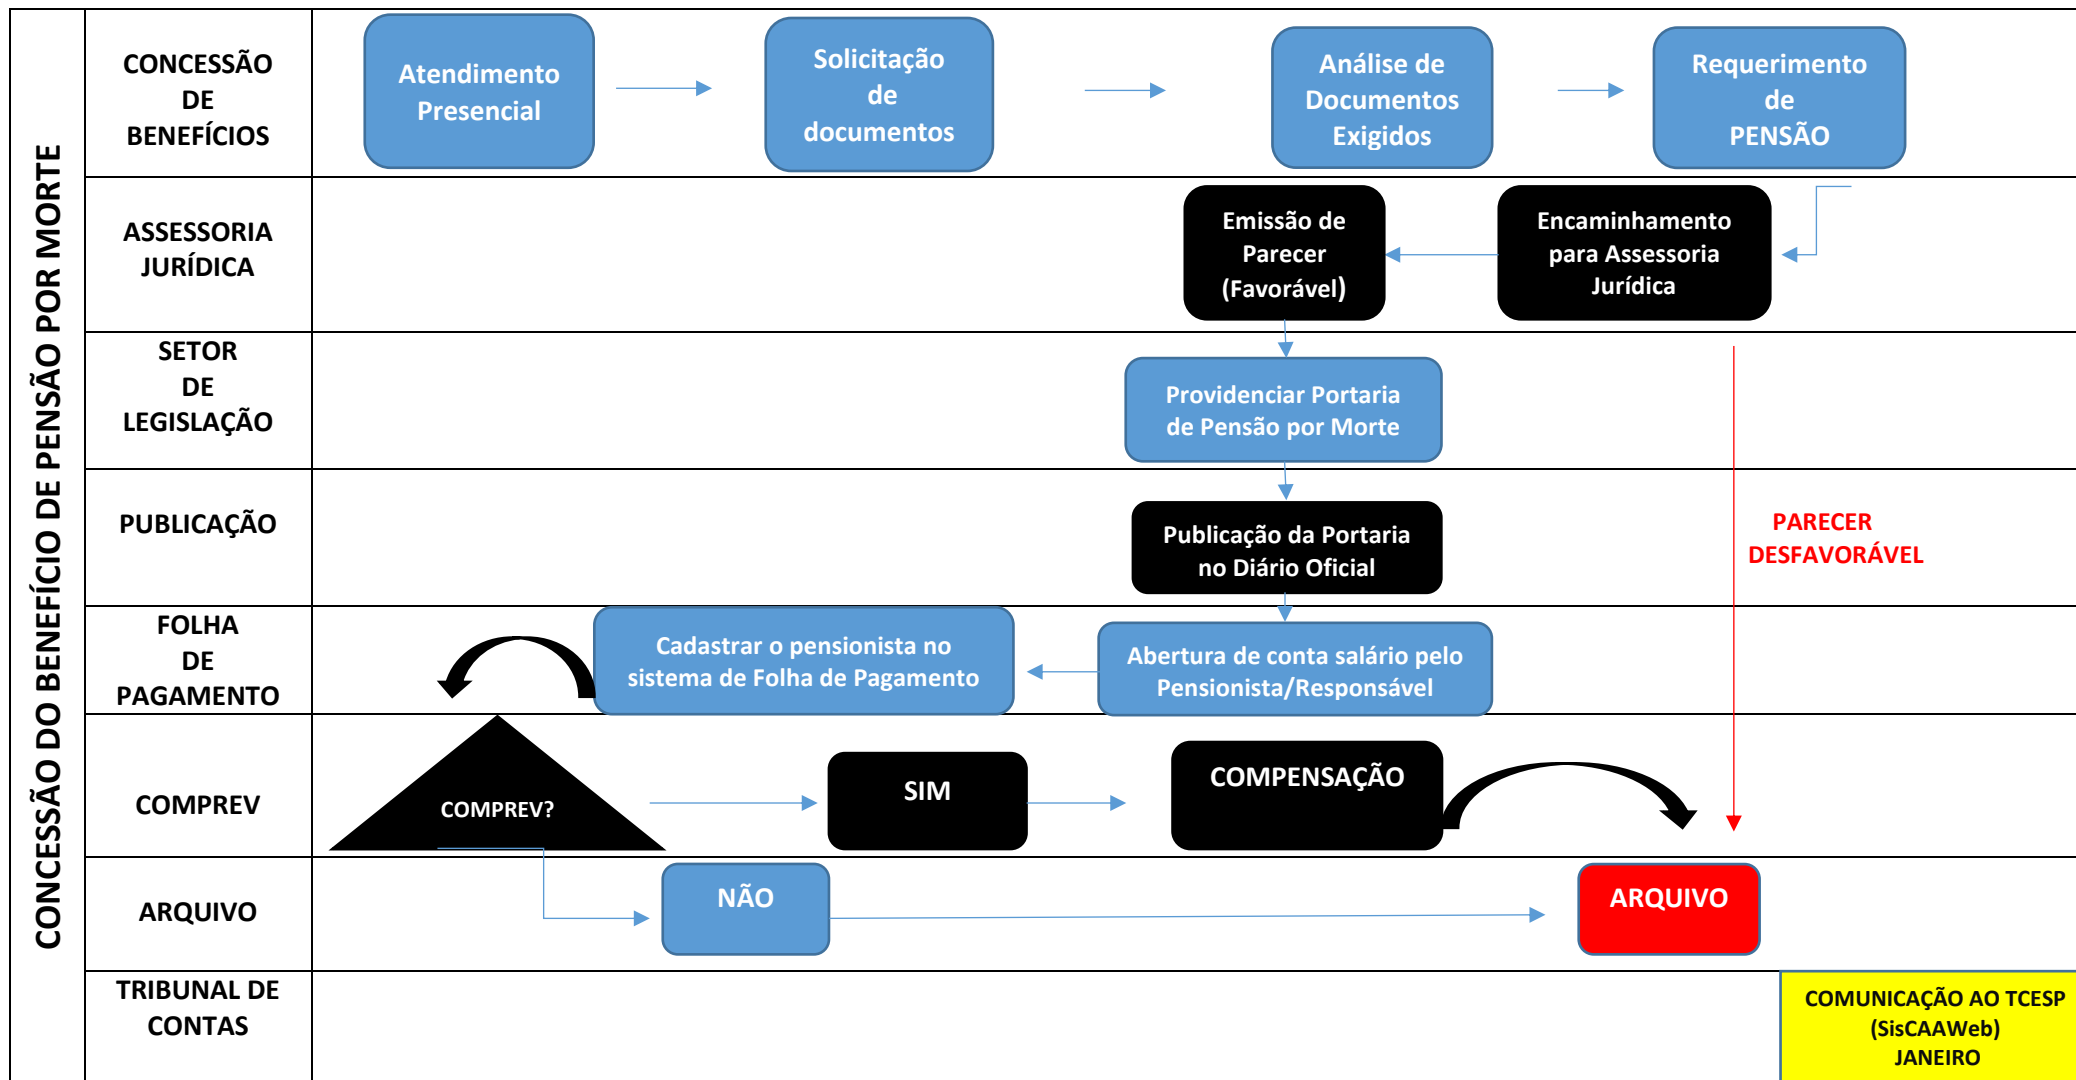 CONCESSÃO DO BENEFÍCIO DE PENSÃO POR MORTE
CONCESSÃO
DE
BENEFÍCIOS
Atendimento
Presencial
Solicitação
de
documentos
Análise de
Documentos
Exigidos
Requerimento
de
PENSÃO
ASSESSORIA
JURÍDICA
Emissão de
Parecer
(Favorável)
Encaminhamento
para Assessoria
Jurídica
SETOR
DE
LEGISLAÇÃO
Providenciar Portaria
de Pensão por Morte
PUBLICAÇÃO
Publicação da Portaria
no Diário Oficial
PARECER
DESFAVORÁVEL
FOLHA
DE
PAGAMENTO
Cadastrar o pensionista no
sistema de Folha de Pagamento
Abertura de conta salário pelo
Pensionista/Responsável
COMPREV
COMPREV?
SIM
COMPENSAÇÃO
ARQUIVO
NÃO
ARQUIVO
TRIBUNAL DE
CONTAS
COMUNICAÇÃO AO TCESP
(SisCAAWeb)
JANEIRO